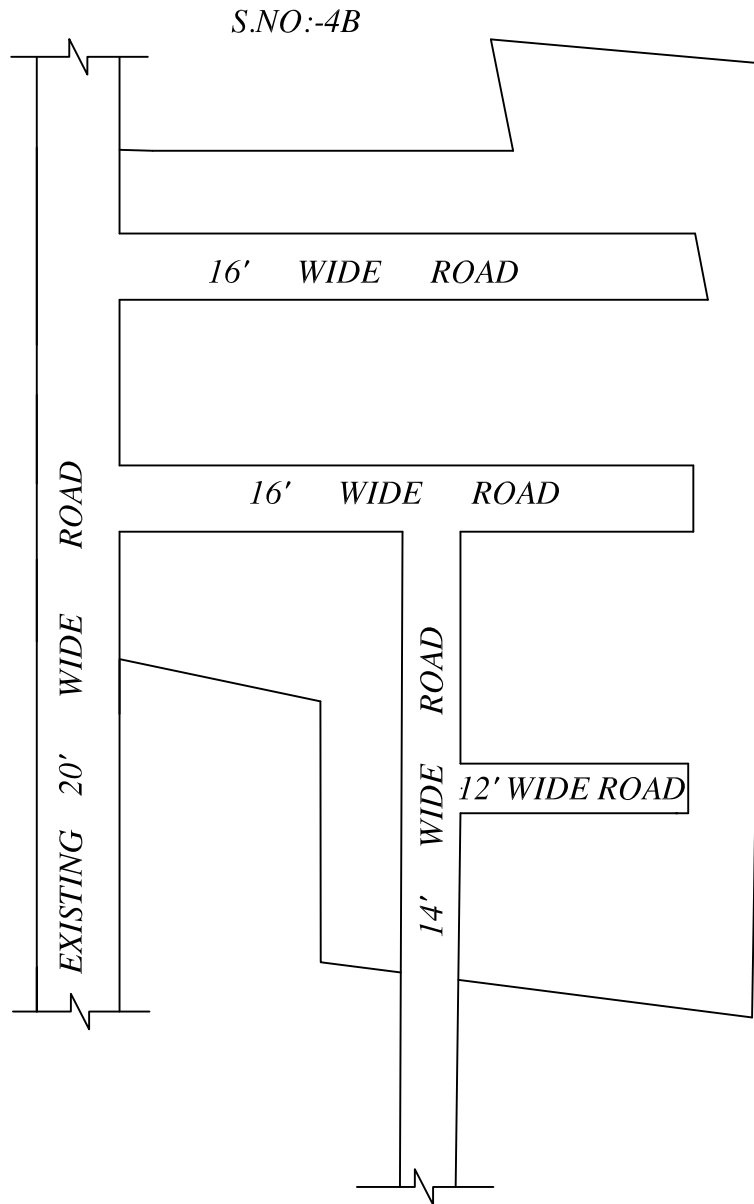 S.NO:-4B
16' WIDE ROAD
16' WIDE ROAD
EXISTING 20' WIDE ROAD
14' WIDE ROAD
12' WIDE ROAD